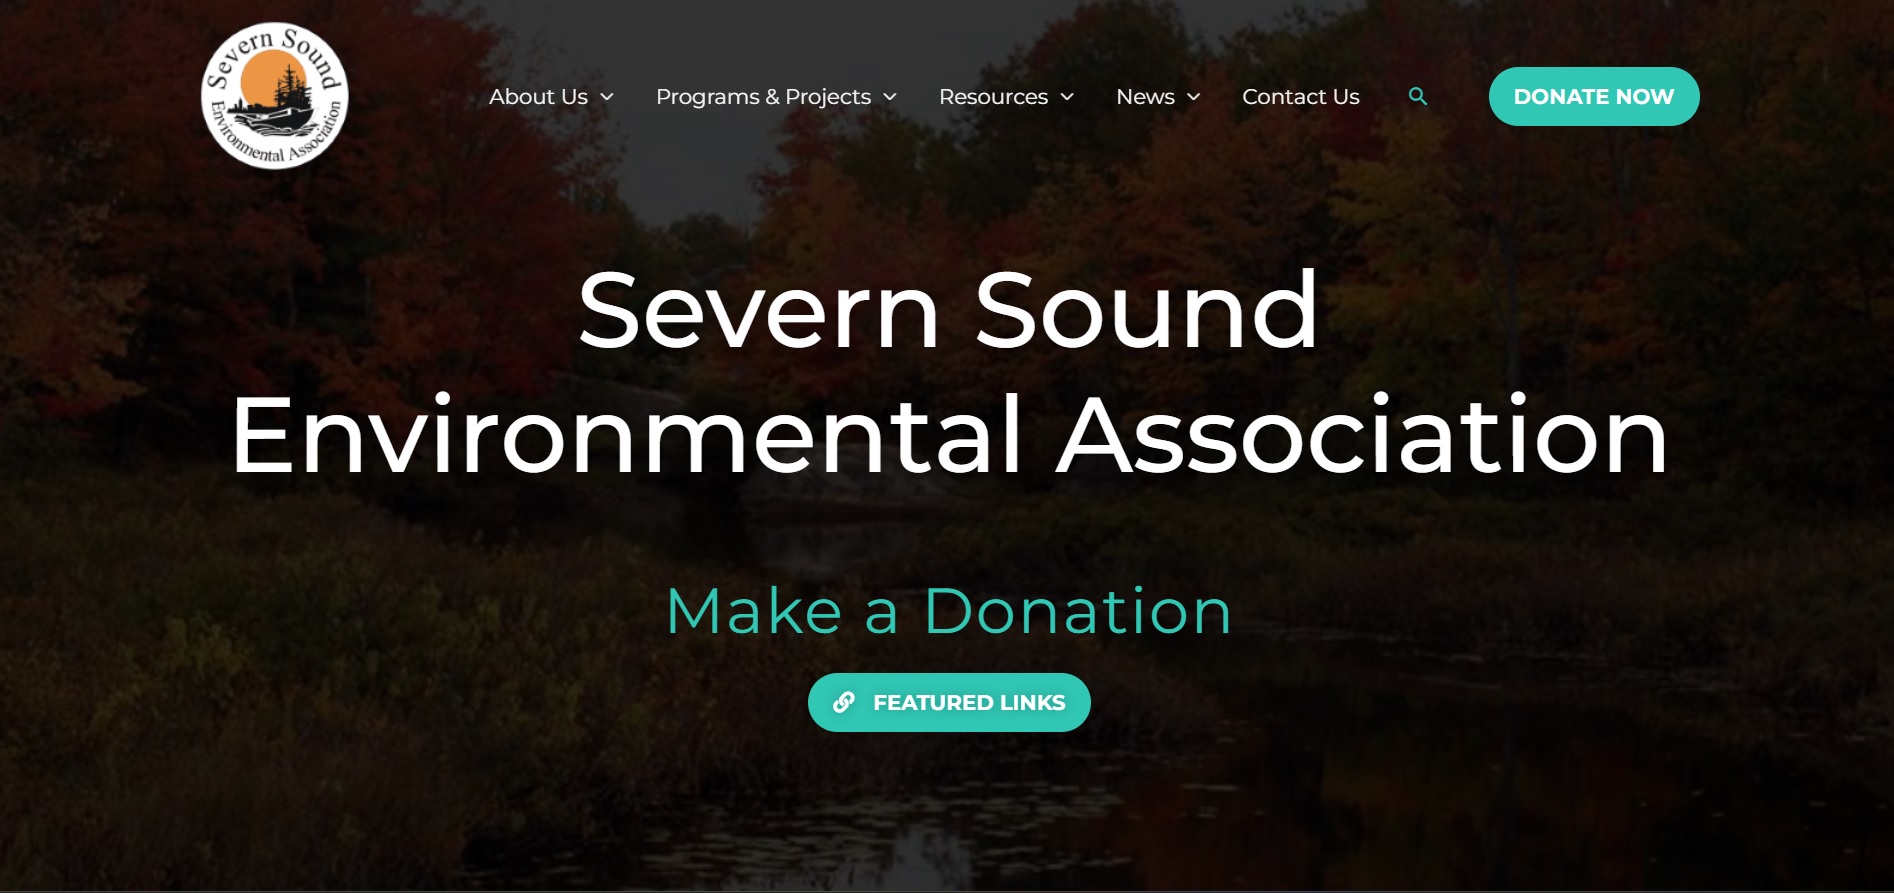 Severn Sound
Environmental Association
About Us
Programs & Projects
Resources
News
Contact Us
DONATE NOW
Severn Sound
Environmental Association
Make a Donation
FEATURED LINKS